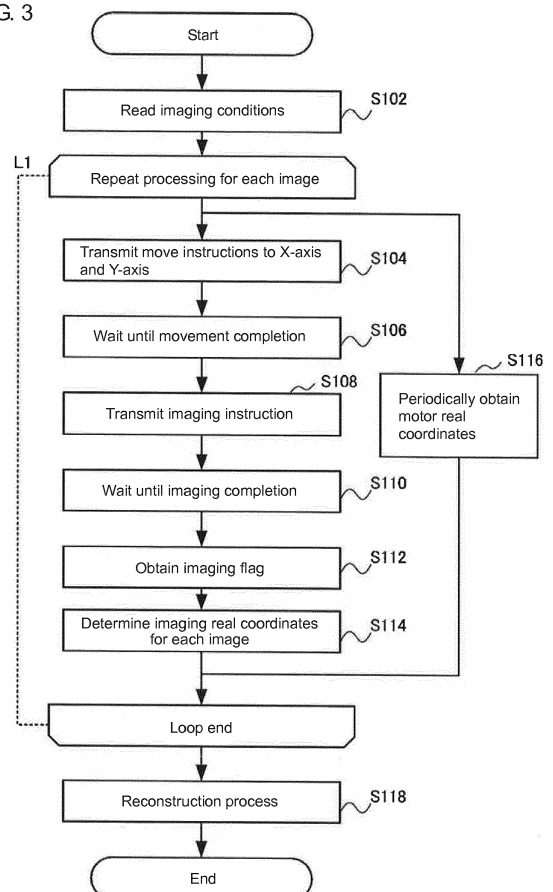 G. 3
Start
Read imaging conditions
S102
L1
Repeat processing for each image
Transmit move instructions to X-axis
and Y-axis
S104
Wait until movement completion
S106
S116
Periodically obtain
motor real
coordinates
S108
Transmit imaging instruction
Wait until imaging completion
S110
Obtain imaging flag
S112
Determine imaging real coordinates
for each image
S114
Loop end
Reconstruction process
S118
End